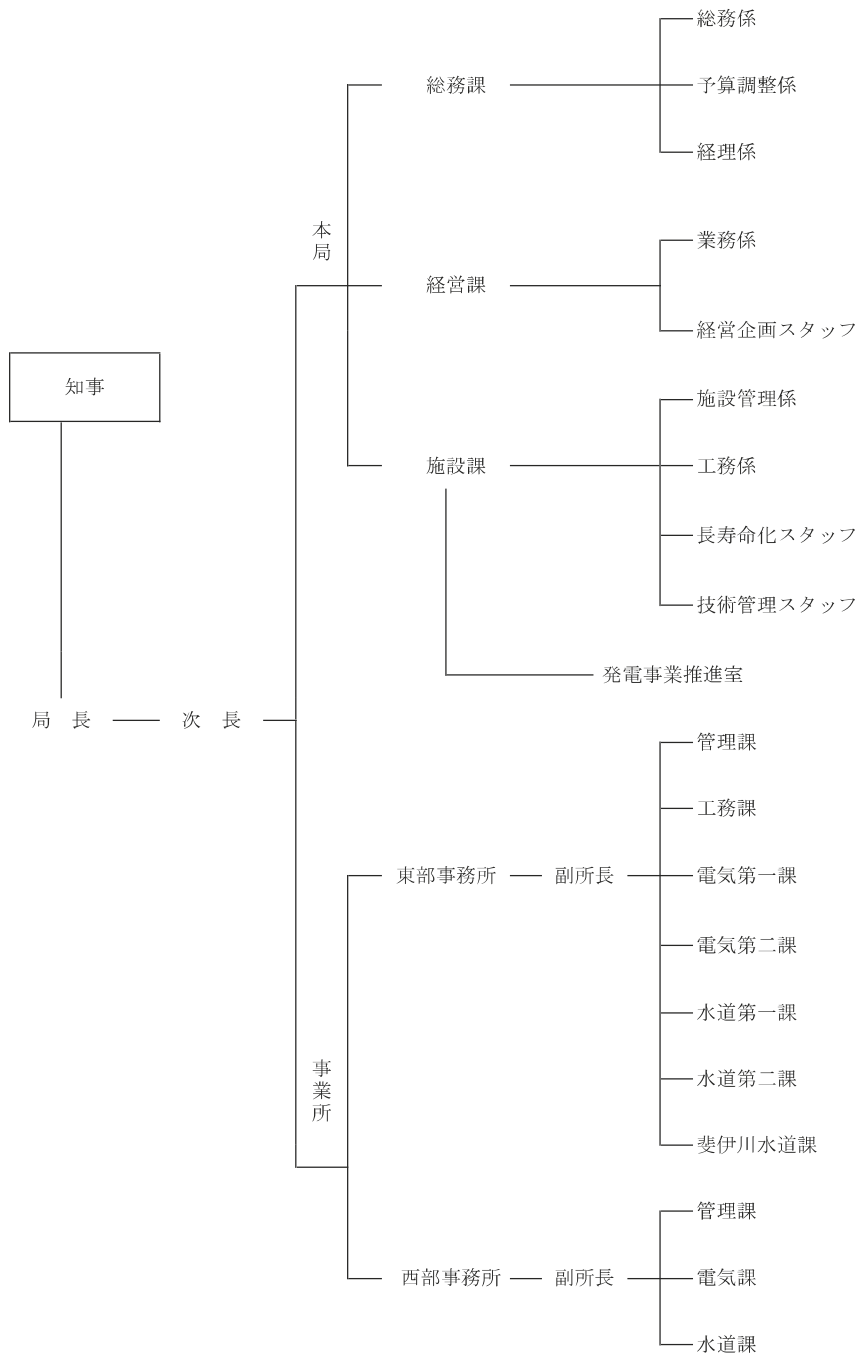 総務係
総務課
予算調整係
経理係
本局
業務係
経営課
経営企画スタッフ
知事
施設管理係
施設課
工務係
長寿命化スタッフ
技術管理スタッフ
発電事業推進室
局　長
次　長
管理課
工務課
東部事務所
副所長
電気第一課
電気第二課
水道第一課
事業所
水道第二課
斐伊川水道課
管理課
西部事務所
副所長
電気課
水道課